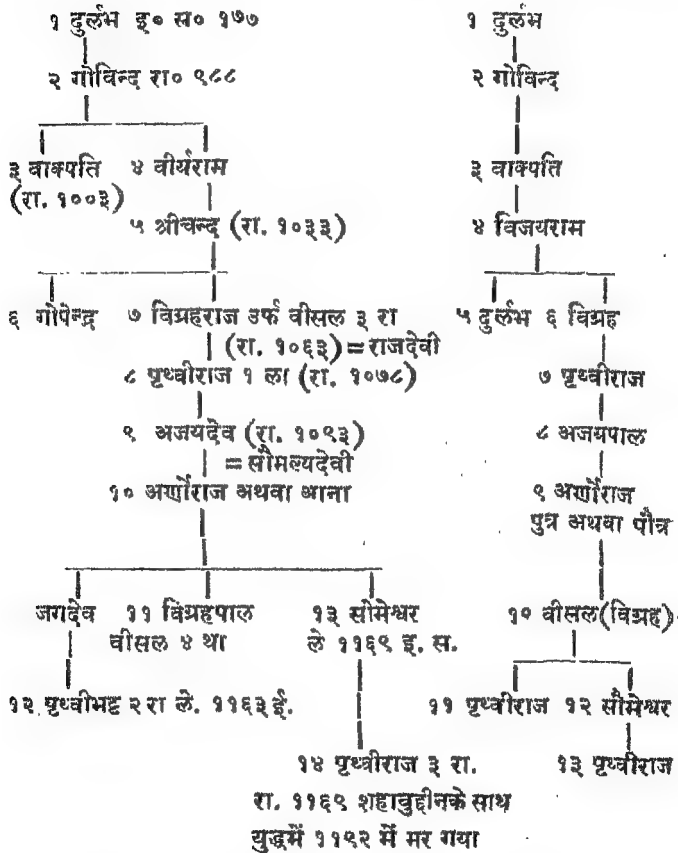 १ दुर्लभ इ० स० १७७
२ गोविन्द रा० ९८८
३ वाक्पति ४ वीर्यराम
(रा. १००३)
५ श्रीचन्द (रा. १०३३)
६ गोपेन्द्र ७ विग्रहराज उर्फ वीसल ३ रा
(रा. १०६३)=राजदेवी
८ पृथ्वीराज १ ला (रा. १०७८)
९ अजयदेव (रा. १०९३)
=सौमल्यदेवी
१० अर्णोराज अथवा आना
जगदेव ११ विग्रहपाल १३ सोमेश्वर
वीसल ४ था ले ११६९ इ. स.
१२ पृथ्वीभट्ट २ रा ले. ११६३ ई.
१४ पृथ्वीराज ३ रा.
रा. ११६९ शहाबुद्दीनके साथ
युद्धमें ११९२ में मर गया
१ दुर्लभ
२ गोविन्द
३ वाक्पति
४ विजयराम
५ दुर्लभ ६ विग्रह
७ पृथ्वीराज
८ अजयपाल
९ अर्णोराज
पुत्र अथवा पौत्र
१० वीसल(विग्रह)
११ पृथ्वीराज १२ सौमेश्वर
१३ पृथ्वीराज